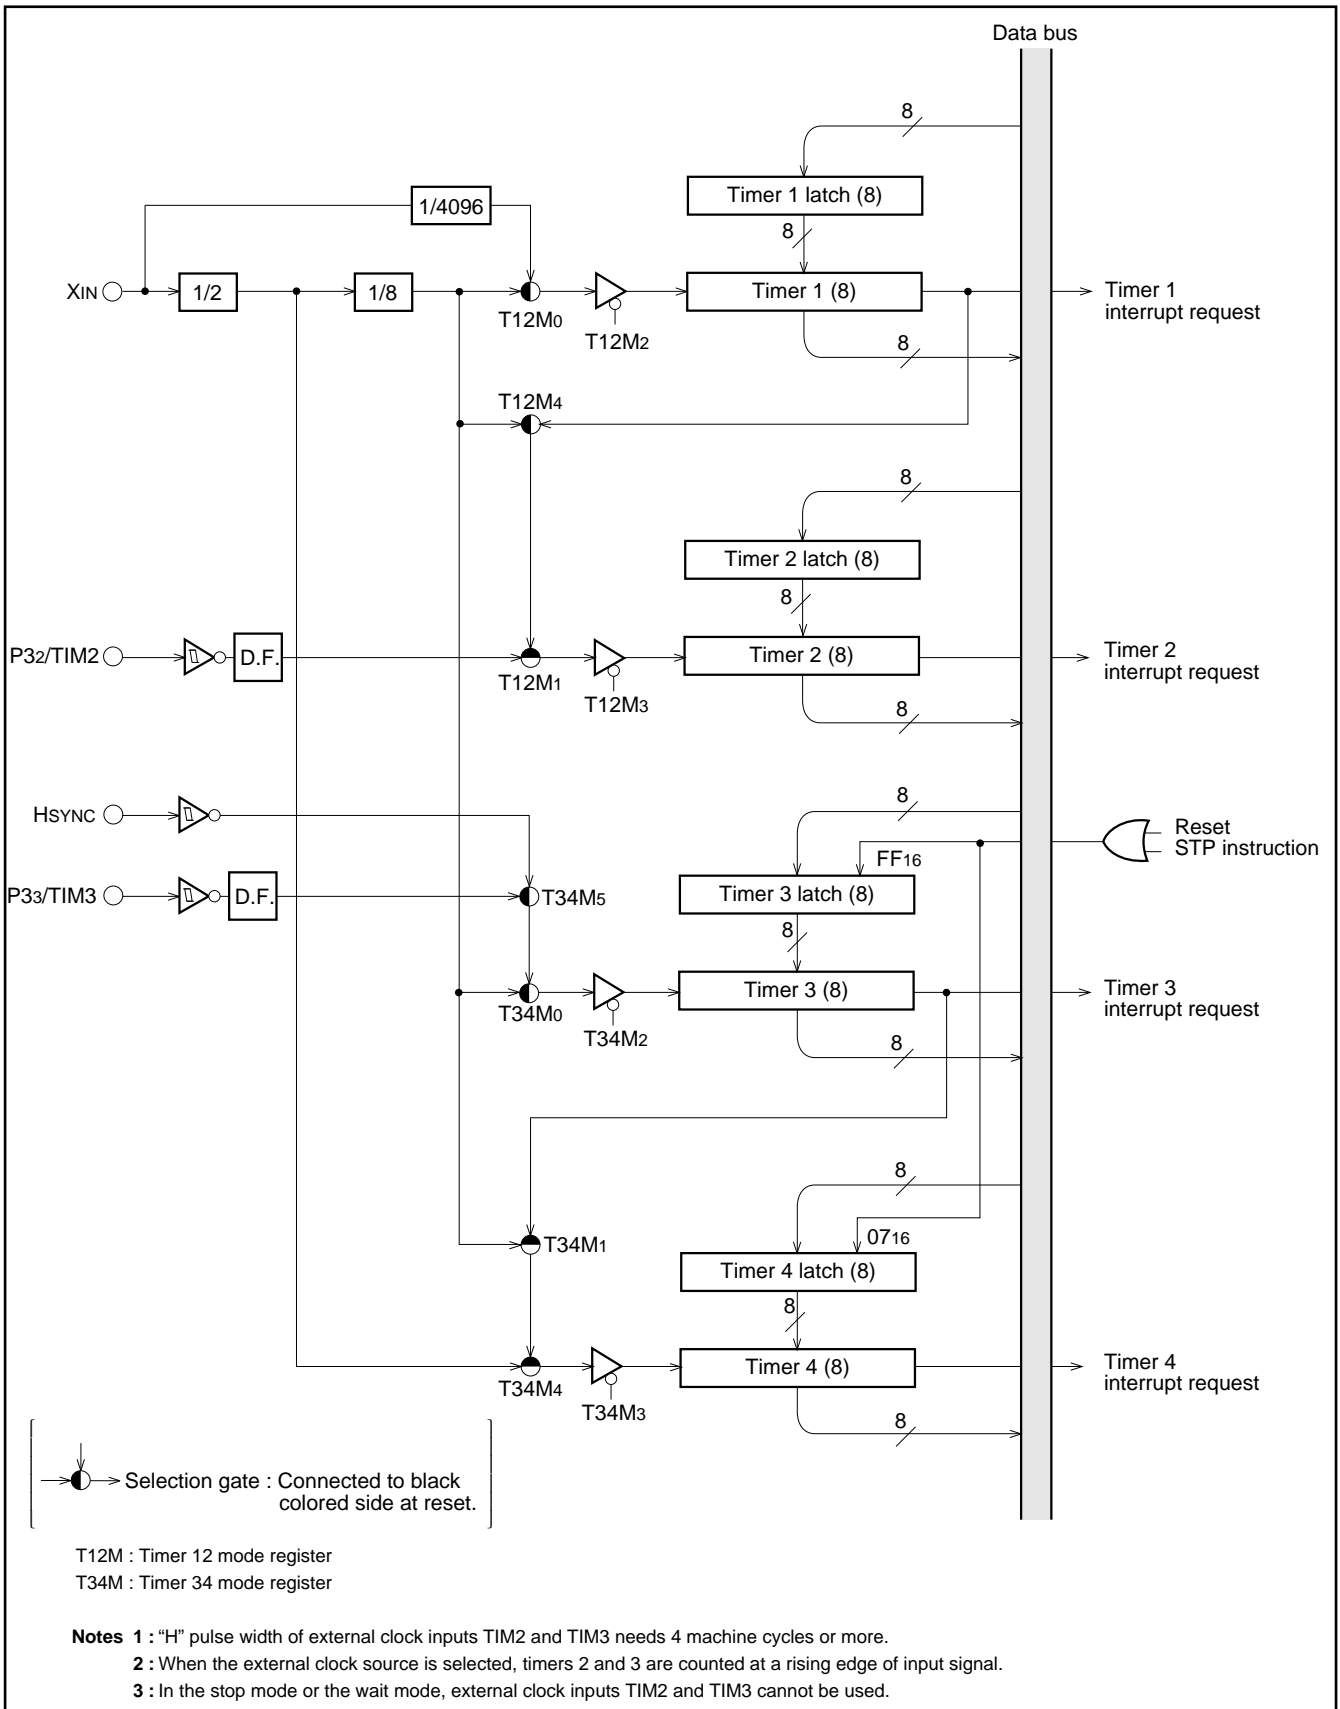 Data bus
8
Timer 1 latch (8)
1/4096
8
XIN
1/2
1/8
T12M0
T12M2
Timer 1 (8)
Timer 1
interrupt request
8
T12M4
8
Timer 2 latch (8)
8
P32/TIM2
D.F.
T12M1
T12M3
Timer 2 (8)
Timer 2
interrupt request
8
HSYNC
8
Reset
STP instruction
FF16
P33/TIM3
D.F.
T34M5
Timer 3 latch (8)
8
T34M0
T34M2
Timer 3 (8)
Timer 3
interrupt request
8
8
T34M1
0716
Timer 4 latch (8)
8
T34M4
T34M3
Timer 4 (8)
Timer 4
interrupt request
8
Selection gate : Connected to black
colored side at reset.
T12M : Timer 12 mode register
T34M : Timer 34 mode register
Notes 1 : “H” pulse width of external clock inputs TIM2 and TIM3 needs 4 machine cycles or more.
2 : When the external clock source is selected, timers 2 and 3 are counted at a rising edge of input signal.
3 : In the stop mode or the wait mode, external clock inputs TIM2 and TIM3 cannot be used.